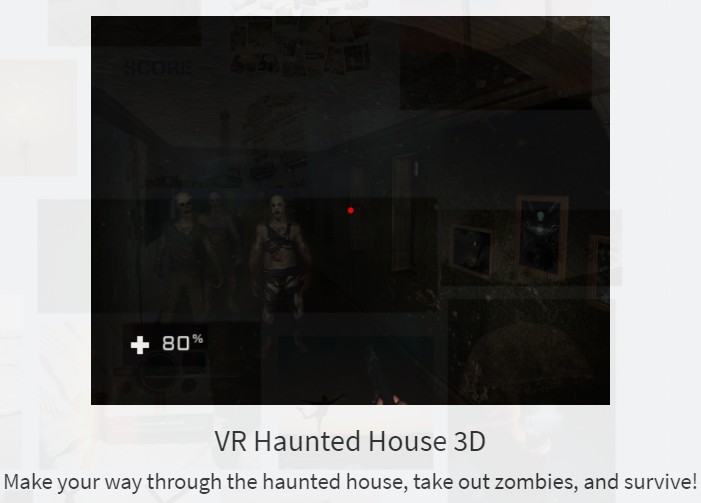 SCORE
80%
VR Haunted House 3D
Make your way through the haunted house, take out zombies, and survive!